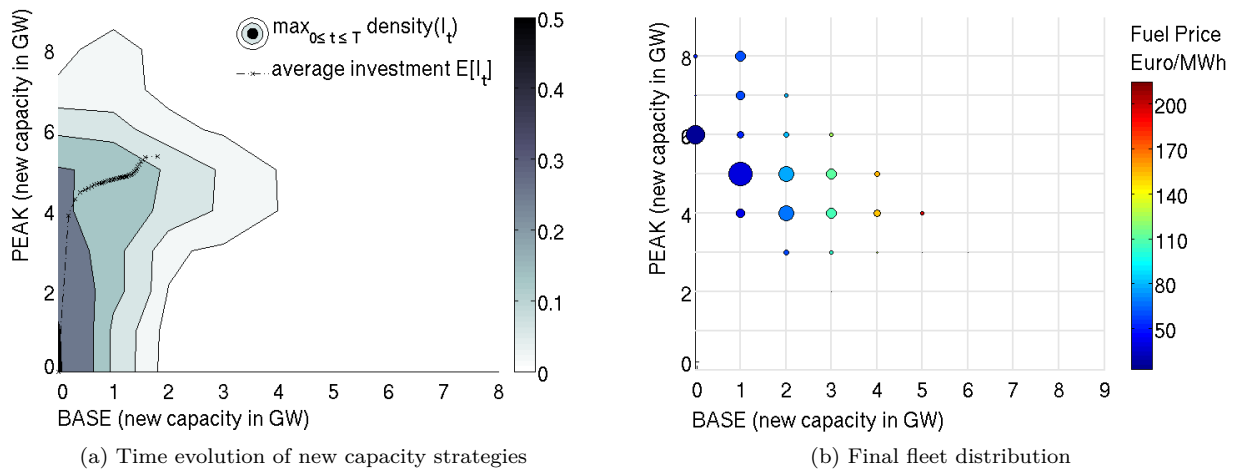 max 0≤ t ≤ T density(I_t)
average investment E[I_t]
PEAK (new capacity in GW)
8
6
4
2
0
0 1 2 3 4 5 6 7 8
BASE (new capacity in GW)
0.5
0.4
0.3
0.2
0.1
0
(a) Time evolution of new capacity strategies
PEAK (new capacity in GW)
8
6
4
2
0
0 1 2 3 4 5 6 7 8 9
BASE (new capacity in GW)
Fuel Price
Euro/MWh
200
170
140
110
80
50
(b) Final fleet distribution